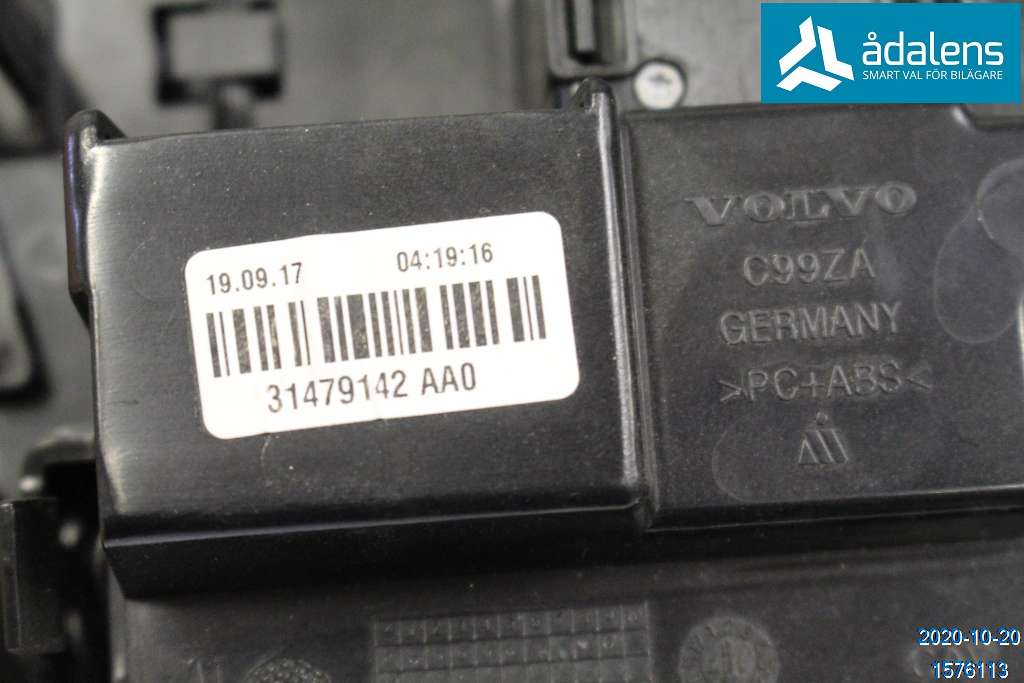 ådalens
SMART VAL FÖR BILÄGARE
VOLVO
C99ZA
GERMANY
>PC+ABS<
19.09.17 04:19:16
31479142 AA0
2020-10-20
1576113